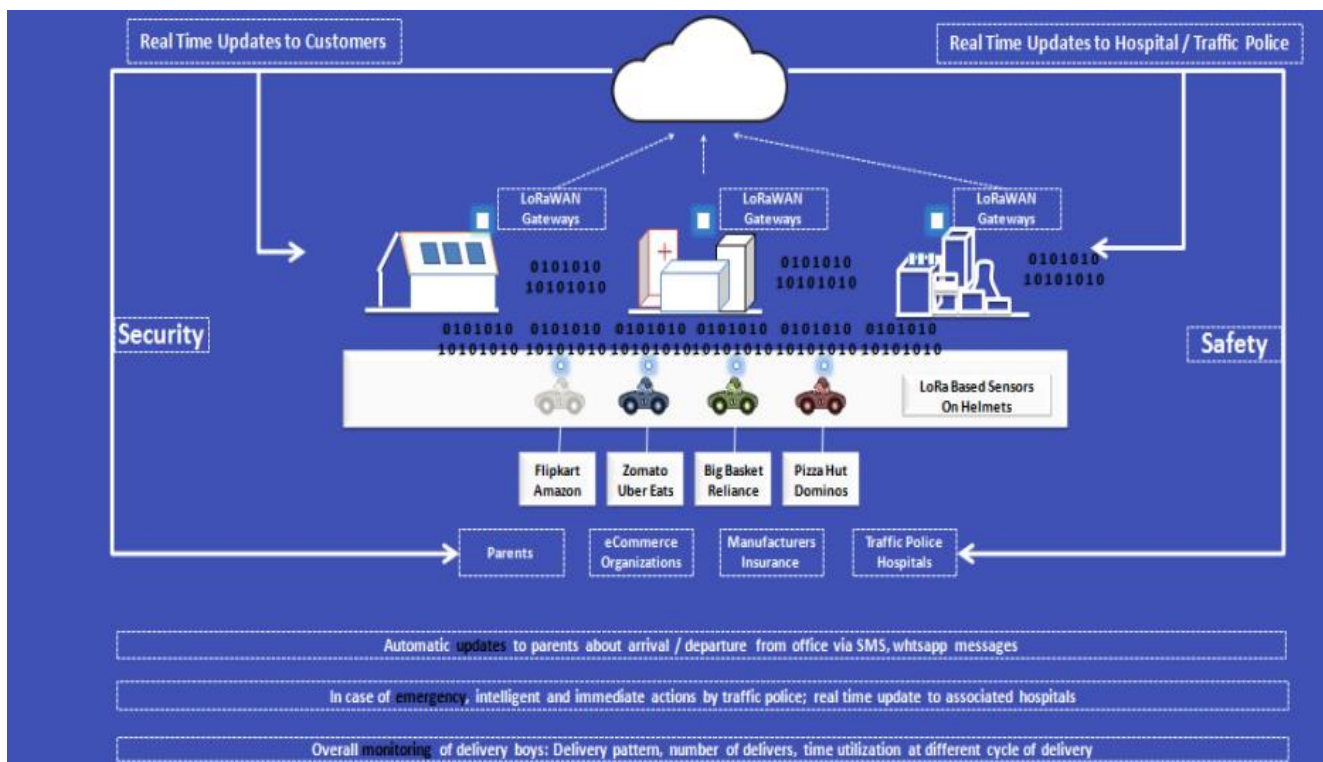 Real Time Updates to Customers
Real Time Updates to Hospital / Traffic Police
LoRaWAN
Gateways
LoRaWAN
Gateways
LoRaWAN
Gateways
0101010
10101010
0101010
10101010
0101010
10101010
Security
Safety
0101010 0101010 0101010 0101010 0101010 0101010
10101010 10101010 10101010 10101010 10101010 10101010
LoRa Based Sensors
On Helmets
Flipkart
Amazon
Zomato
Uber Eats
Big Basket
Reliance
Pizza Hut
Dominos
Parents
eCommerce
Organizations
Manufacturers
Insurance
Traffic Police
Hospitals
Automatic updates to parents about arrival / departure from office via SMS, whtsapp messages
In case of emergency, intelligent and immediate actions by traffic police; real time update to associated hospitals
Overall monitoring of delivery boys: Delivery pattern, number of delivers, time utilization at different cycle of delivery